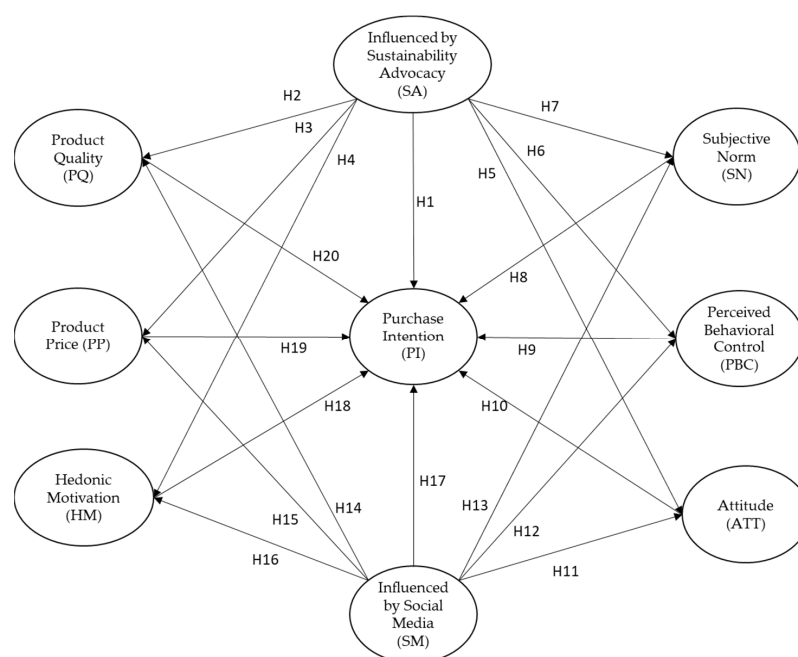 Influenced by
Sustainability
Advocacy
(SA)
H2
H7
H3
Product
Quality
(PQ)
H4
H6
Subjective
Norm
(SN)
H5
H1
H20
H8
Product
Price (PP)
H19
Purchase
Intention
(PI)
H9
Perceived
Behavioral
Control
(PBC)
H18
H10
Hedonic
Motivation
(HM)
H17
Attitude
(ATT)
H14
H13
H15
H12
H16
H11
Influenced
by Social
Media
(SM)